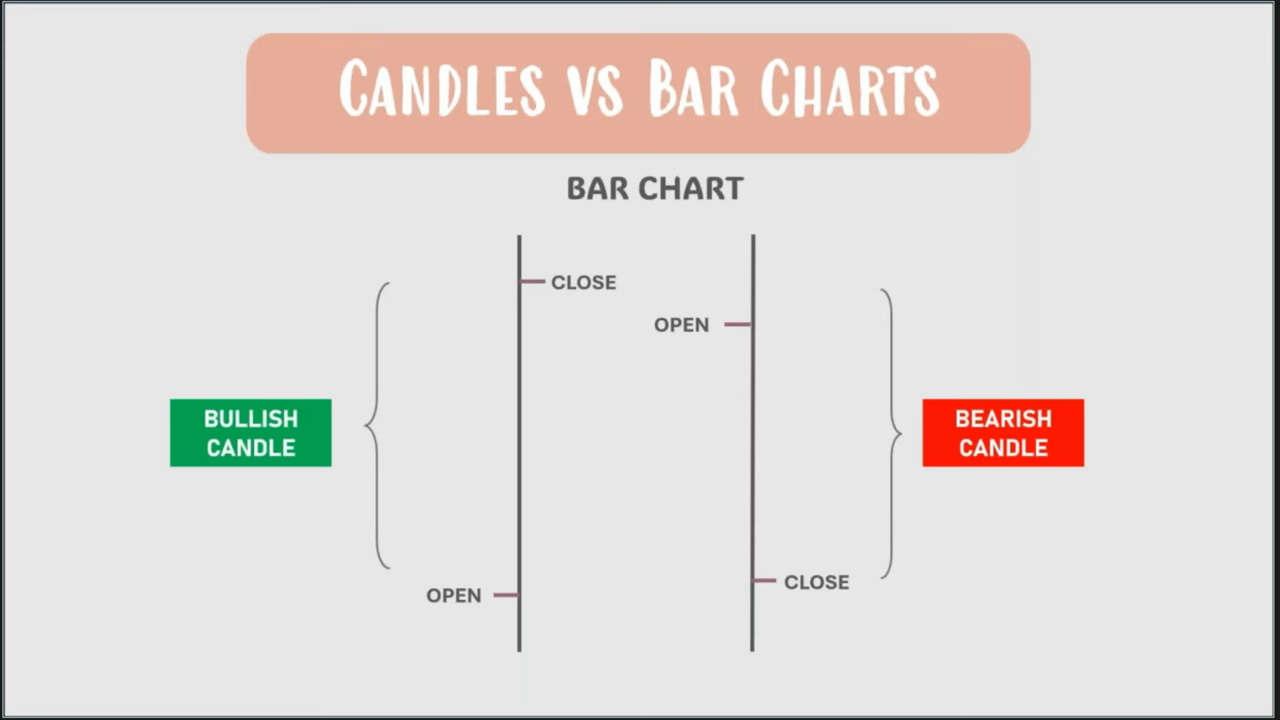 CANDLES VS BAR CHARTS
BAR CHART
CLOSE
OPEN
BULLISH
CANDLE
BEARISH
CANDLE
CLOSE
OPEN